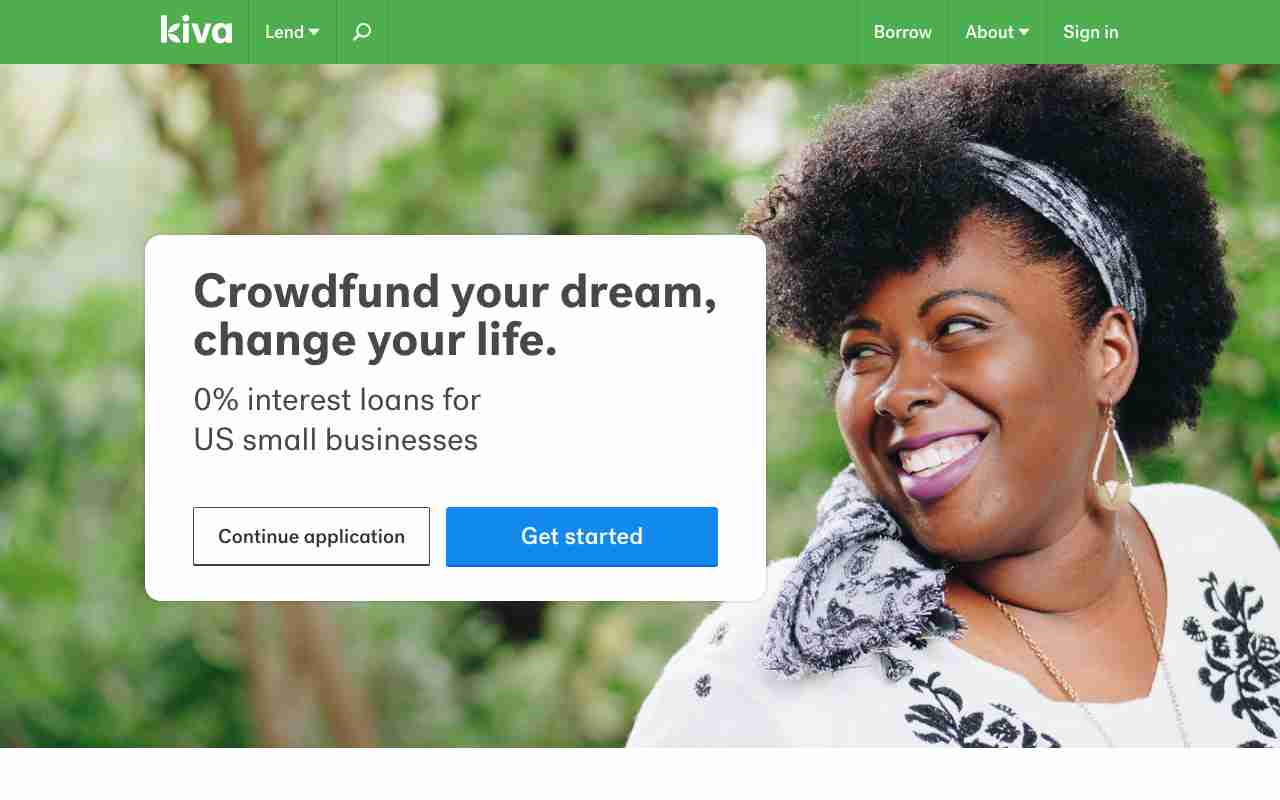 kiva
Lend
Borrow
About
Sign in
Crowdfund your dream,
change your life.
0% interest loans for
US small businesses
Continue application
Get started